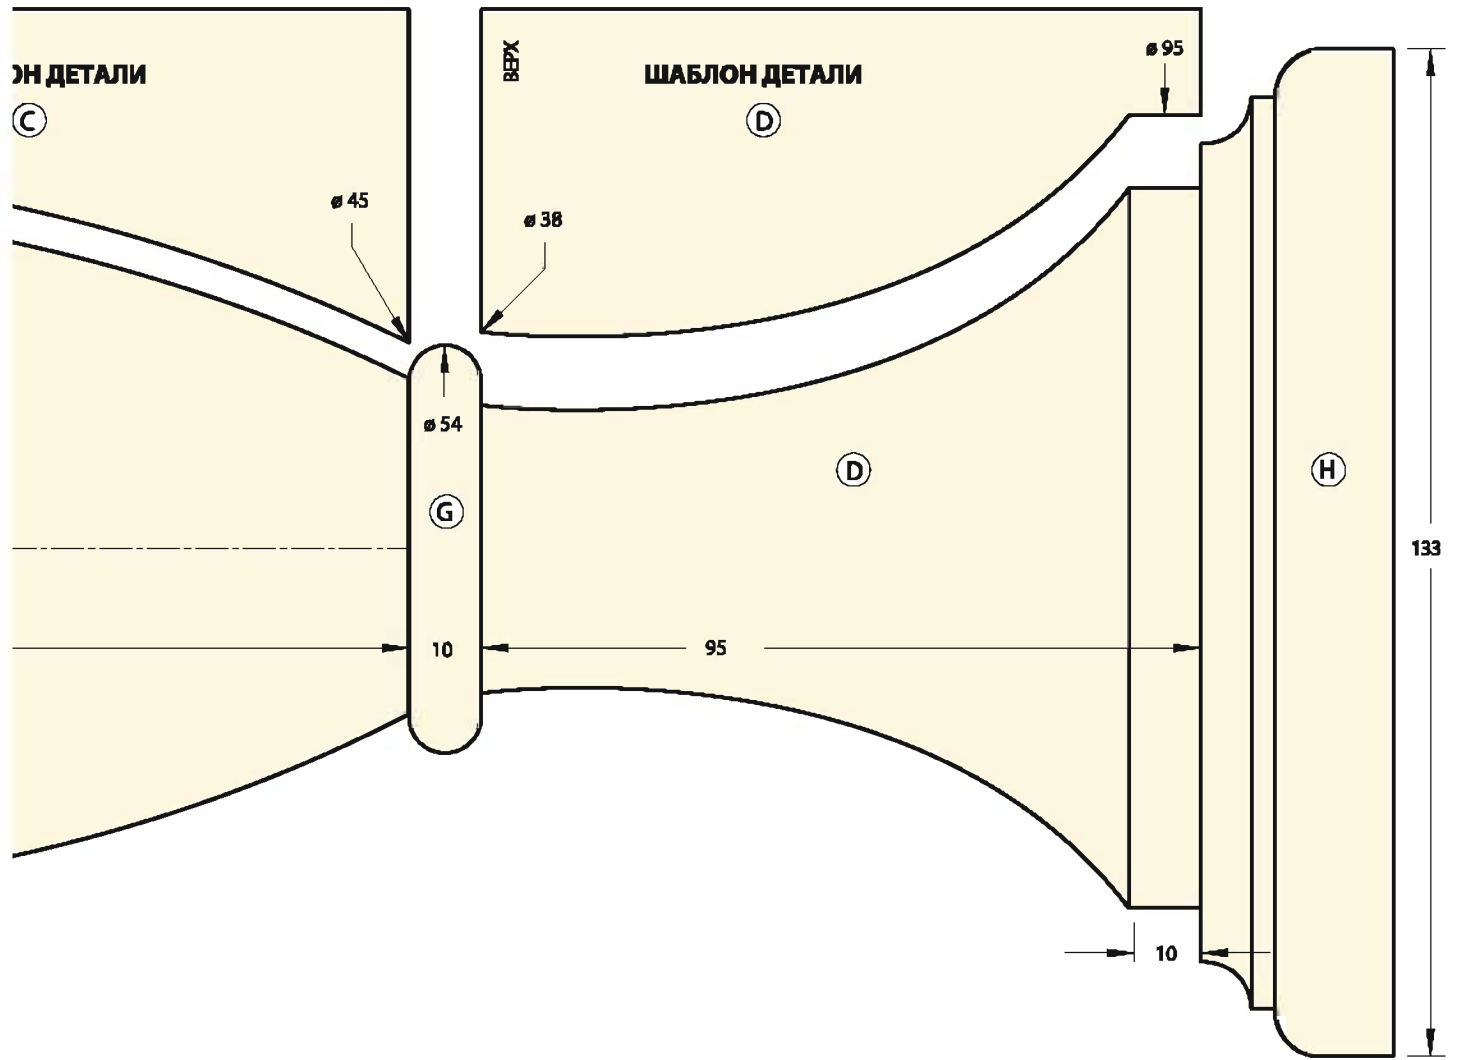 ОН ДЕТАЛИ
C
ВЕРХ
ШАБЛОН ДЕТАЛИ
D
ø 95
ø 45
ø 38
ø 54
G
D
H
133
10
95
10